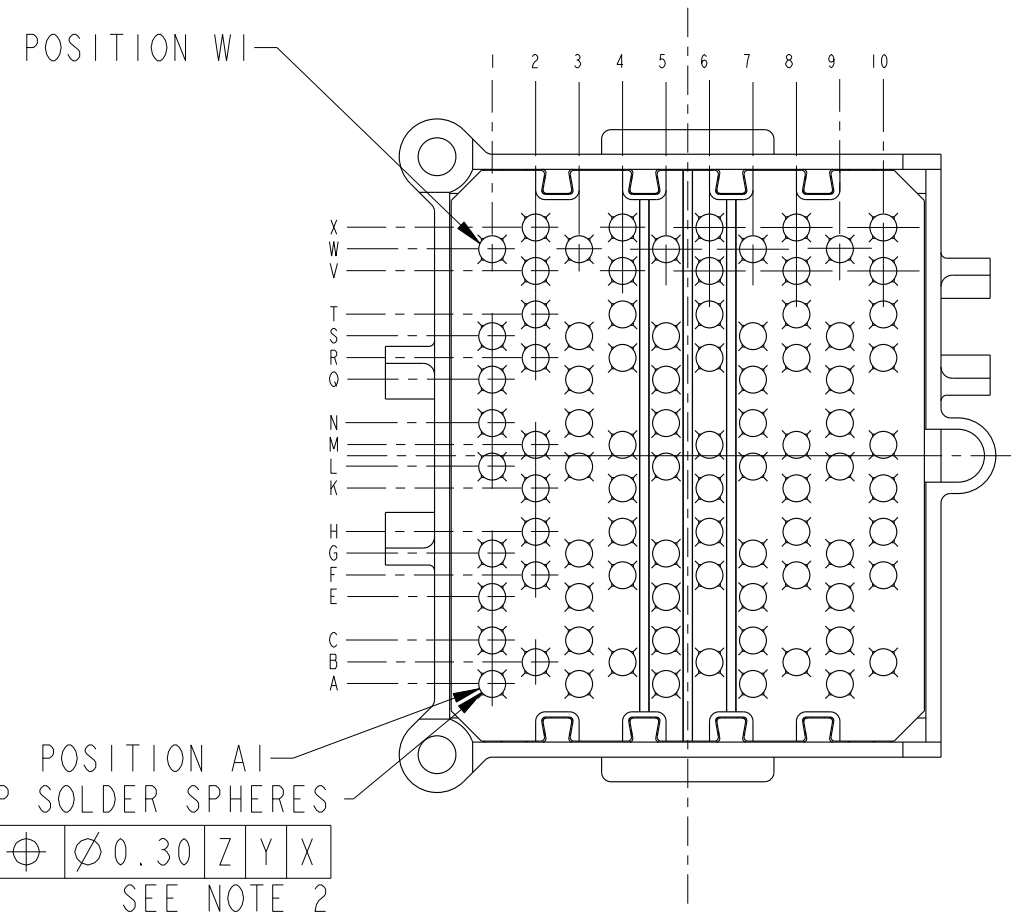 POSITION W1
1 2 3 4 5 6 7 8 9 10
X
W
V
T
S
R
Q
N
M
L
K
H
G
F
E
C
B
A
POSITION A1
P SOLDER SPHERES
⌖ ⌀0.30 Z Y X
SEE NOTE 2